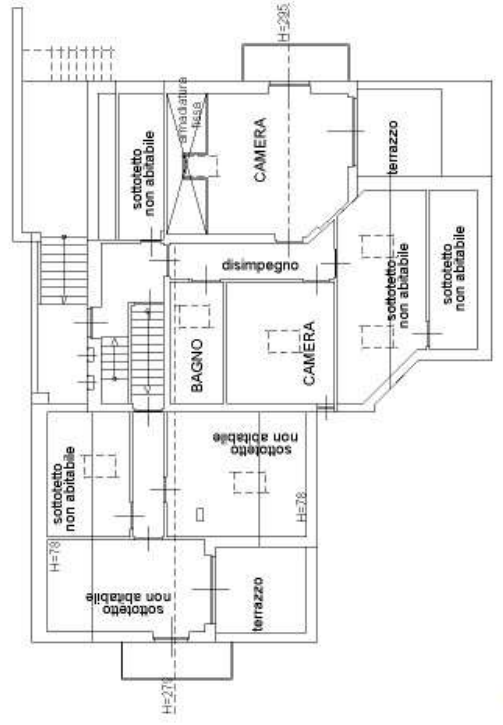 H=295
armadiatura
fissa
sottotetto
non abitabile
CAMERA
terrazzo
disimpegno
sottotetto
non abitabile
sottotetto
non abitabile
BAGNO
CAMERA
sottotetto
non abitabile
sottotetto
non abitabile
H=78
H=78
sottotetto
non abitabile
terrazzo